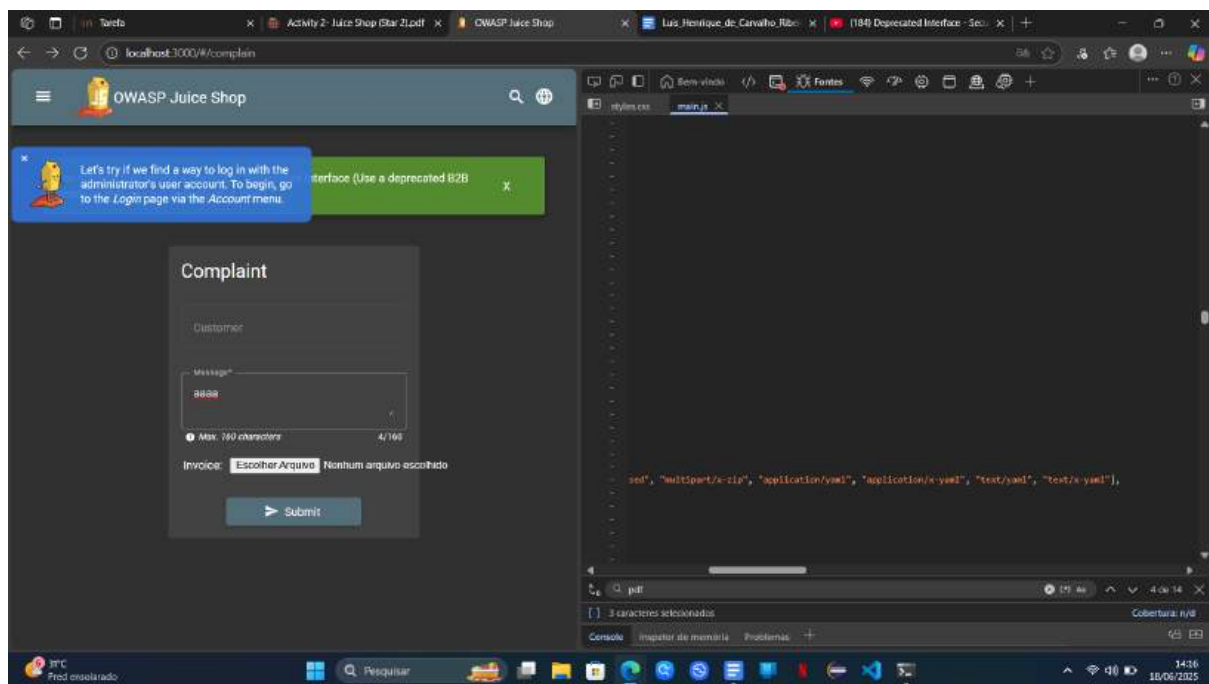 Tarefa
Activity 2- Juice Shop (Star 2).pdf
OWASP Juice Shop
Luis_Henrique_de_Carvalho_Ribe
(184) Deprecated Interface - Sec
localhost:3000/#/complain
OWASP Juice Shop
Bem-vindo
Fontes
styles.css
main.js
Let's try if we find a way to log in with the
administrator's user account. To begin, go
to the Login page via the Account menu.
nterface (Use a deprecated B2B
X
Complaint
Customer
Message*
aaaa
Max. 160 characters
4/160
Invoice:
Escolher Arquivo
Nenhum arquivo escolhido
Submit
sed", "multipart/x-zip", "application/yaml", "application/x-yaml", "text/yaml", "text/x-yaml"],
pdf
4 de 14
3 caracteres selecionados
Cobertura: n/d
Console
Inspetor de memória
Problemas
31°C
Pred ensolarado
Pesquisar
14:16
18/06/2025